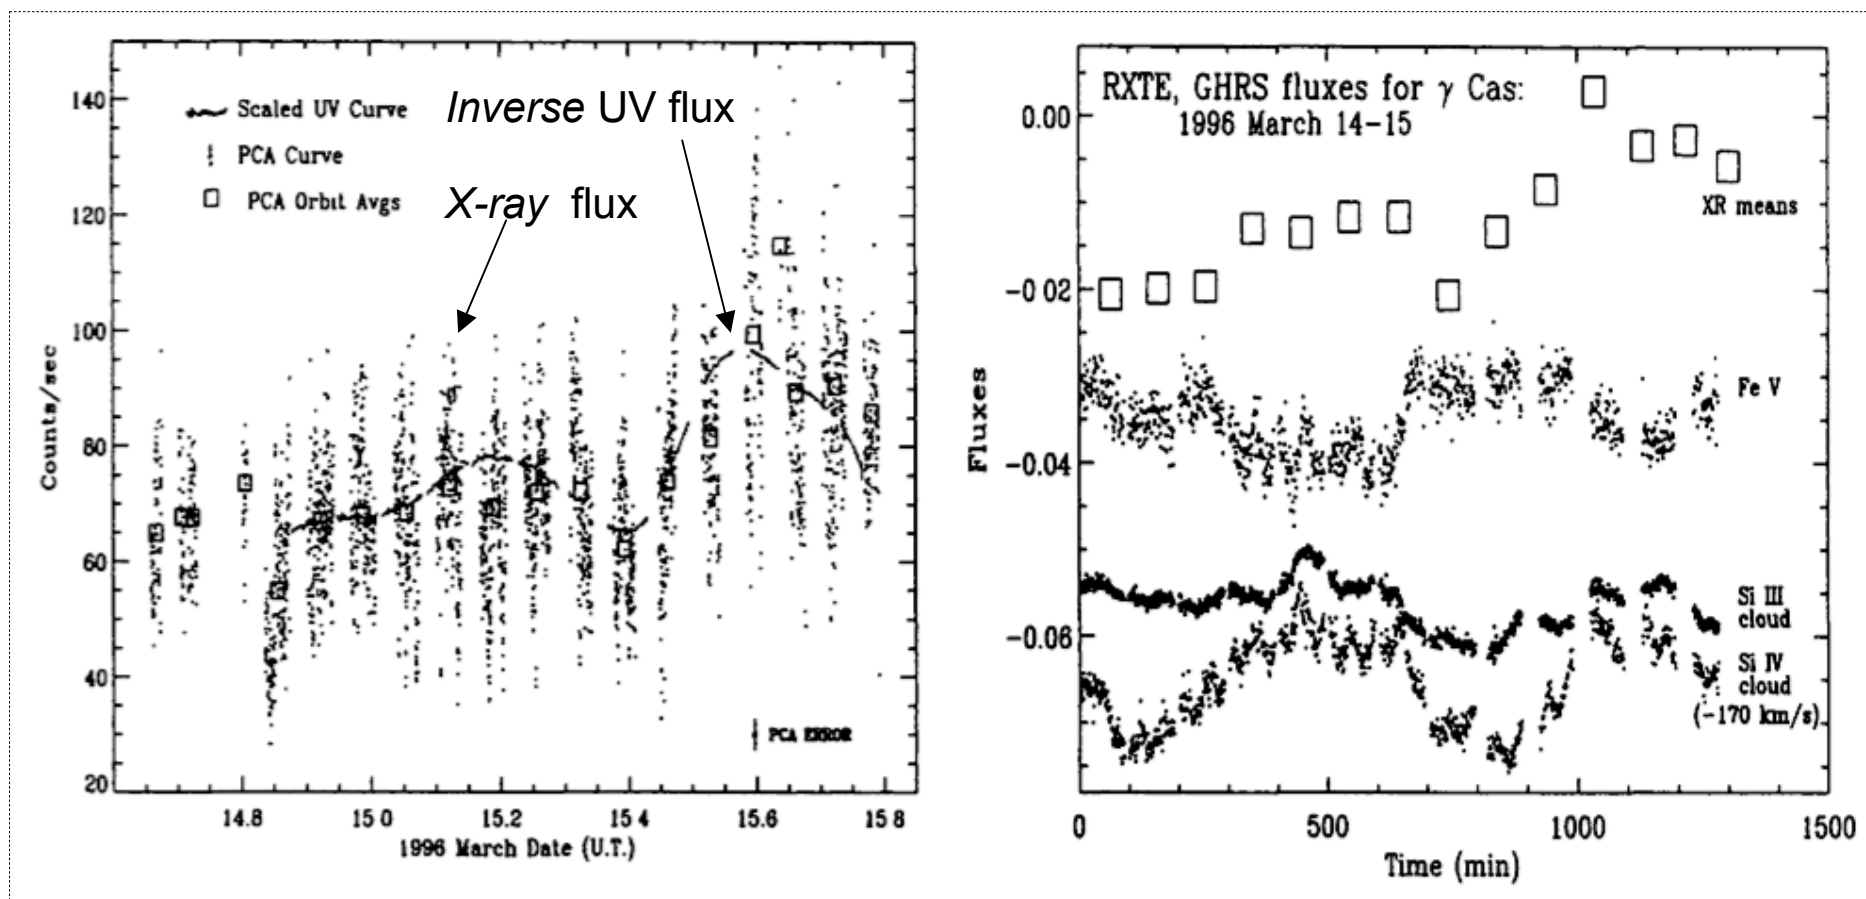 140
120
100
80
60
40
20
Counts/sec
Scaled UV Curve
PCA Curve
PCA Orbit Avgs
Inverse UV flux
X-ray flux
PCA ERROR
14.8
15 0
15.2
15 4
15.6
15 8
1996 March Date (U.T.)
RXTE, GHRS fluxes for γ Cas:
1996 March 14-15
0.00
-0 02
-0.04
-0.06
Fluxes
XR means
Fe V
Si III
cloud
Si IV
cloud
(-170 km/s)
0
500
1000
1500
Time (min)